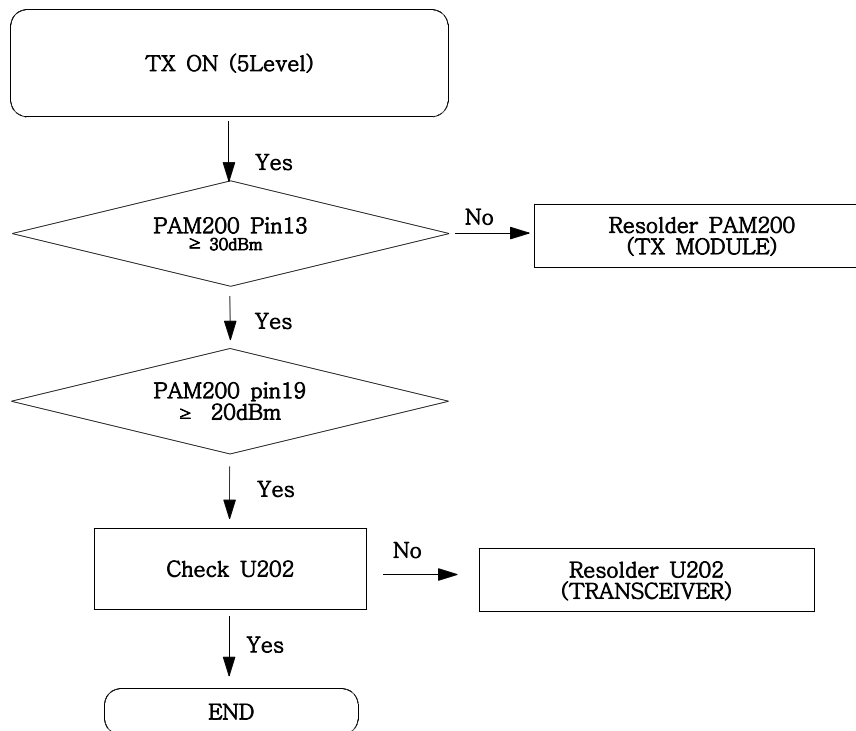 TX ON (5Level)
Yes
PAM200 Pin13
≥ 30dBm
No
Resolder PAM200
(TX MODULE)
Yes
PAM200 pin19
≥ 20dBm
Yes
Check U202
No
Resolder U202
(TRANSCEIVER)
Yes
END